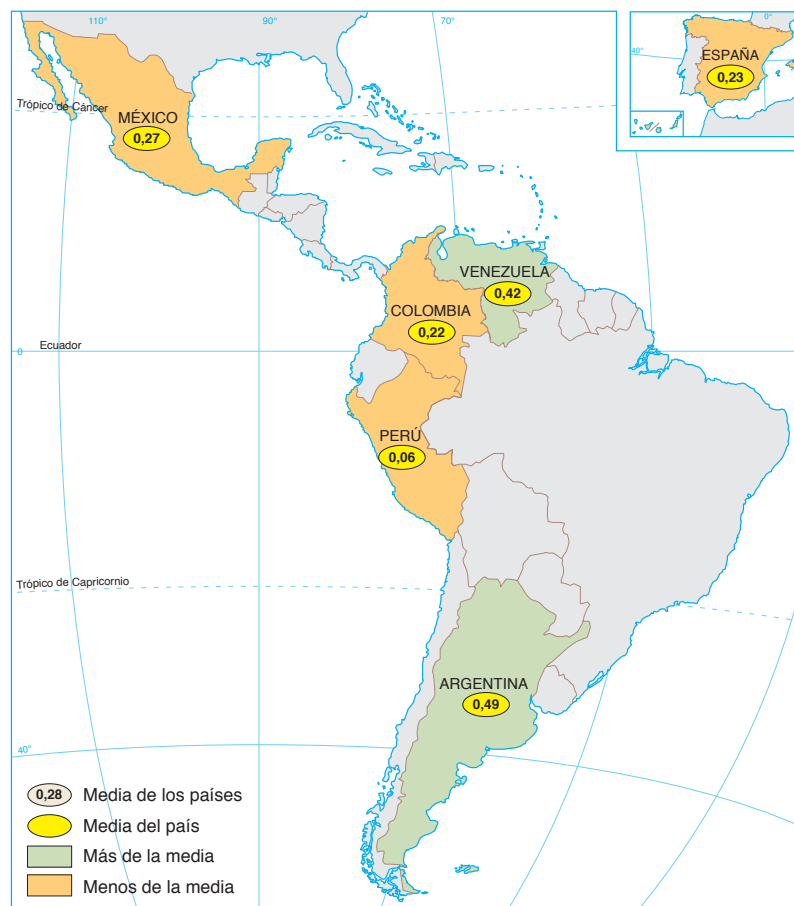 110°
90°
70°
0°
ESPAÑA
40°
0,23
Trópico de Cáncer
MÉXICO
0,27
VENEZUELA
0,42
COLOMBIA
0,22
Ecuador
0
PERÚ
0,06
Trópico de Capricornio
ARGENTINA
0,49
40°
0,28 Media de los países
Media del país
Más de la media
Menos de la media